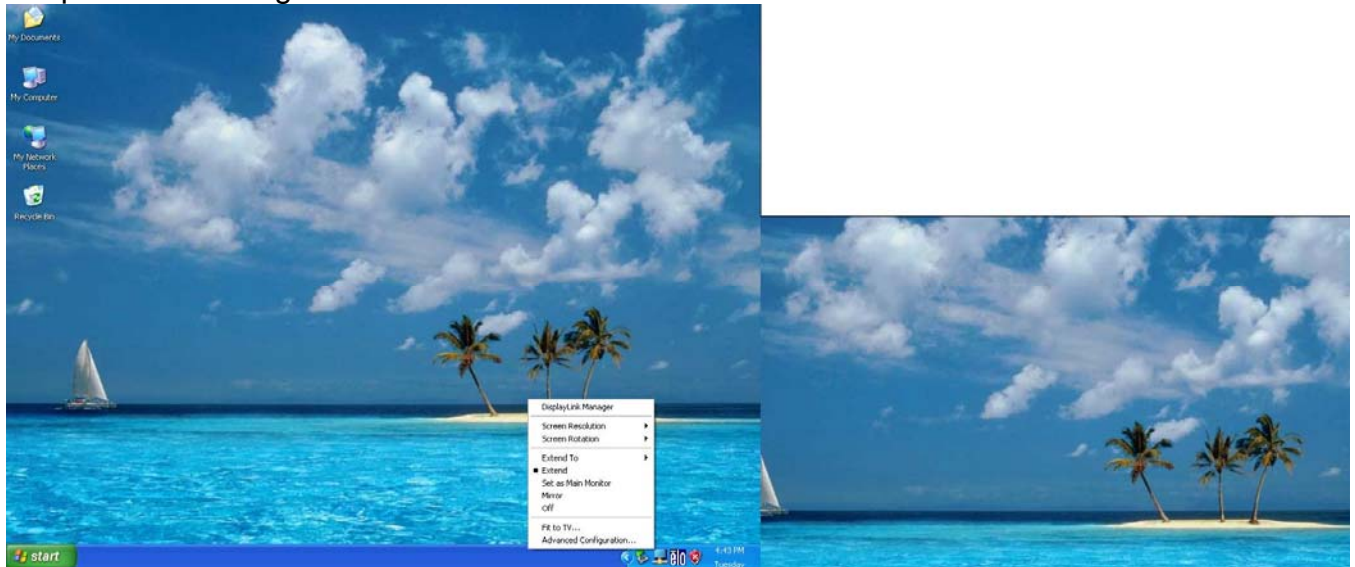 My Documents
My Computer
My Network
Places
Recycle Bin
DisplayLink Manager
Screen Resolution
Screen Rotation
Extend To
Extend
Set as Main Monitor
Mirror
Off
Fit to TV...
Advanced Configuration...
start
4:43 PM
Tuesday